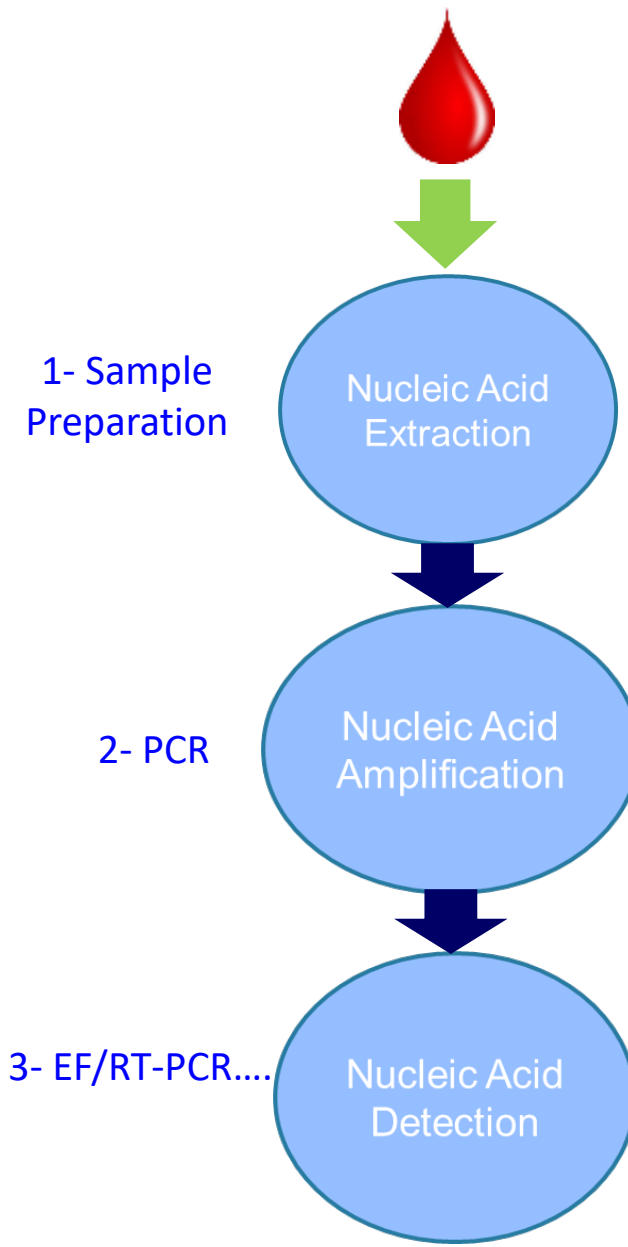 1- Sample
Preparation
Nucleic Acid
Extraction
2- PCR
Nucleic Acid
Amplification
3- EF/RT-PCR....
Nucleic Acid
Detection